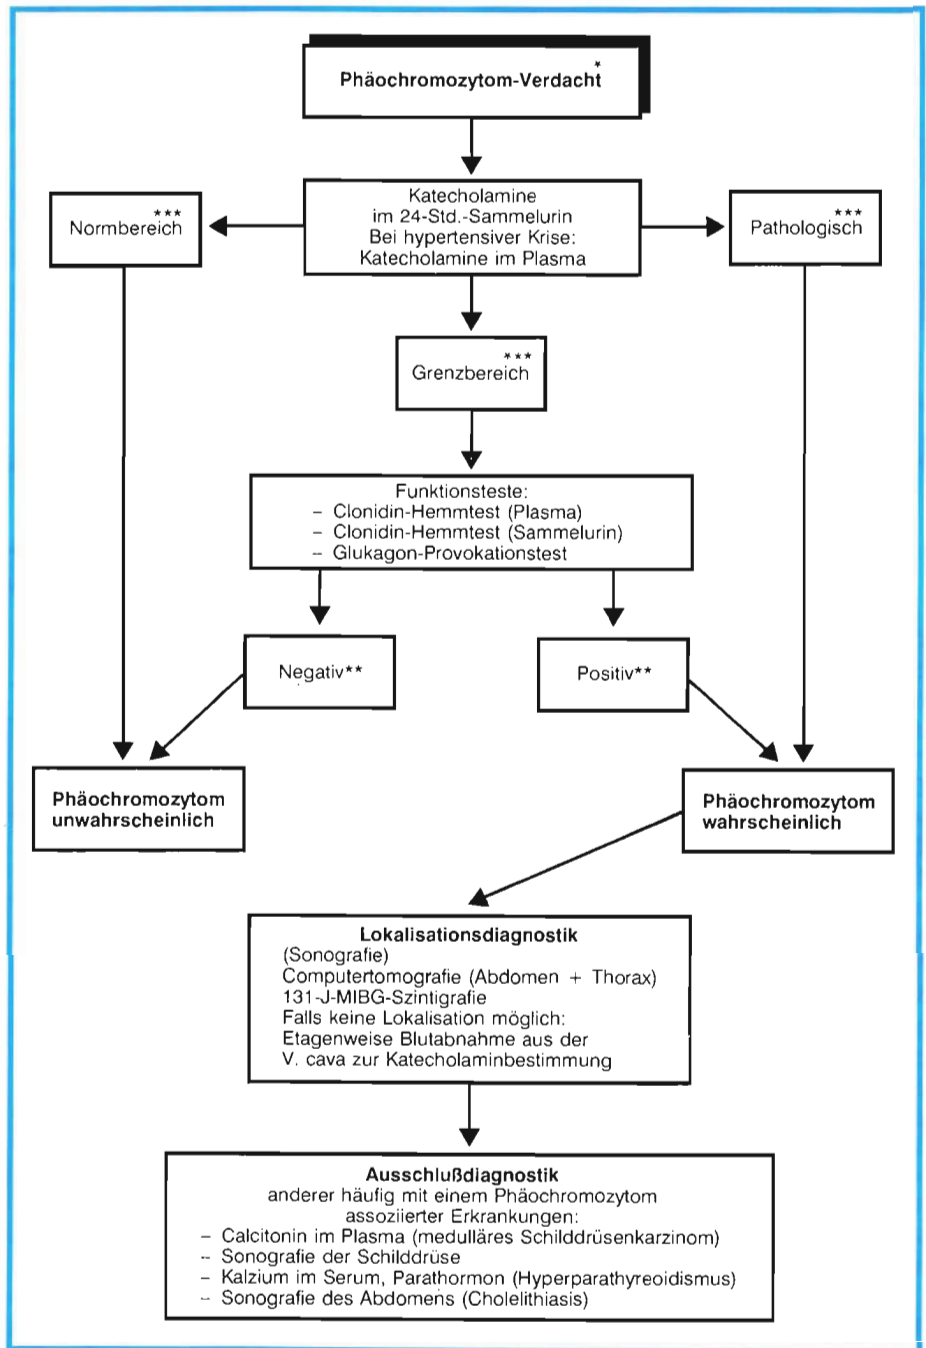 Phäochromozytom-Verdacht*
Katecholamine
im 24-Std.-Sammelurin
Bei hypertensiver Krise:
Katecholamine im Plasma
***
Normbereich
***
Pathologisch
***
Grenzbereich
Funktionsteste:
– Clonidin-Hemmtest (Plasma)
– Clonidin-Hemmtest (Sammelurin)
– Glukagon-Provokationstest
Negativ**
Positiv**
Phäochromozytom
unwahrscheinlich
Phäochromozytom
wahrscheinlich
Lokalisationsdiagnostik
(Sonografie)
Computertomografie (Abdomen + Thorax)
131-J-MIBG-Szintigrafie
Falls keine Lokalisation möglich:
Etagenweise Blutabnahme aus der
V. cava zur Katecholaminbestimmung
Ausschlußdiagnostik
anderer häufig mit einem Phäochromozytom
assoziierter Erkrankungen:
– Calcitonin im Plasma (medulläres Schilddrüsenkarzinom)
– Sonografie der Schilddrüse
– Kalzium im Serum, Parathormon (Hyperparathyreoidismus)
– Sonografie des Abdomens (Cholelithiasis)